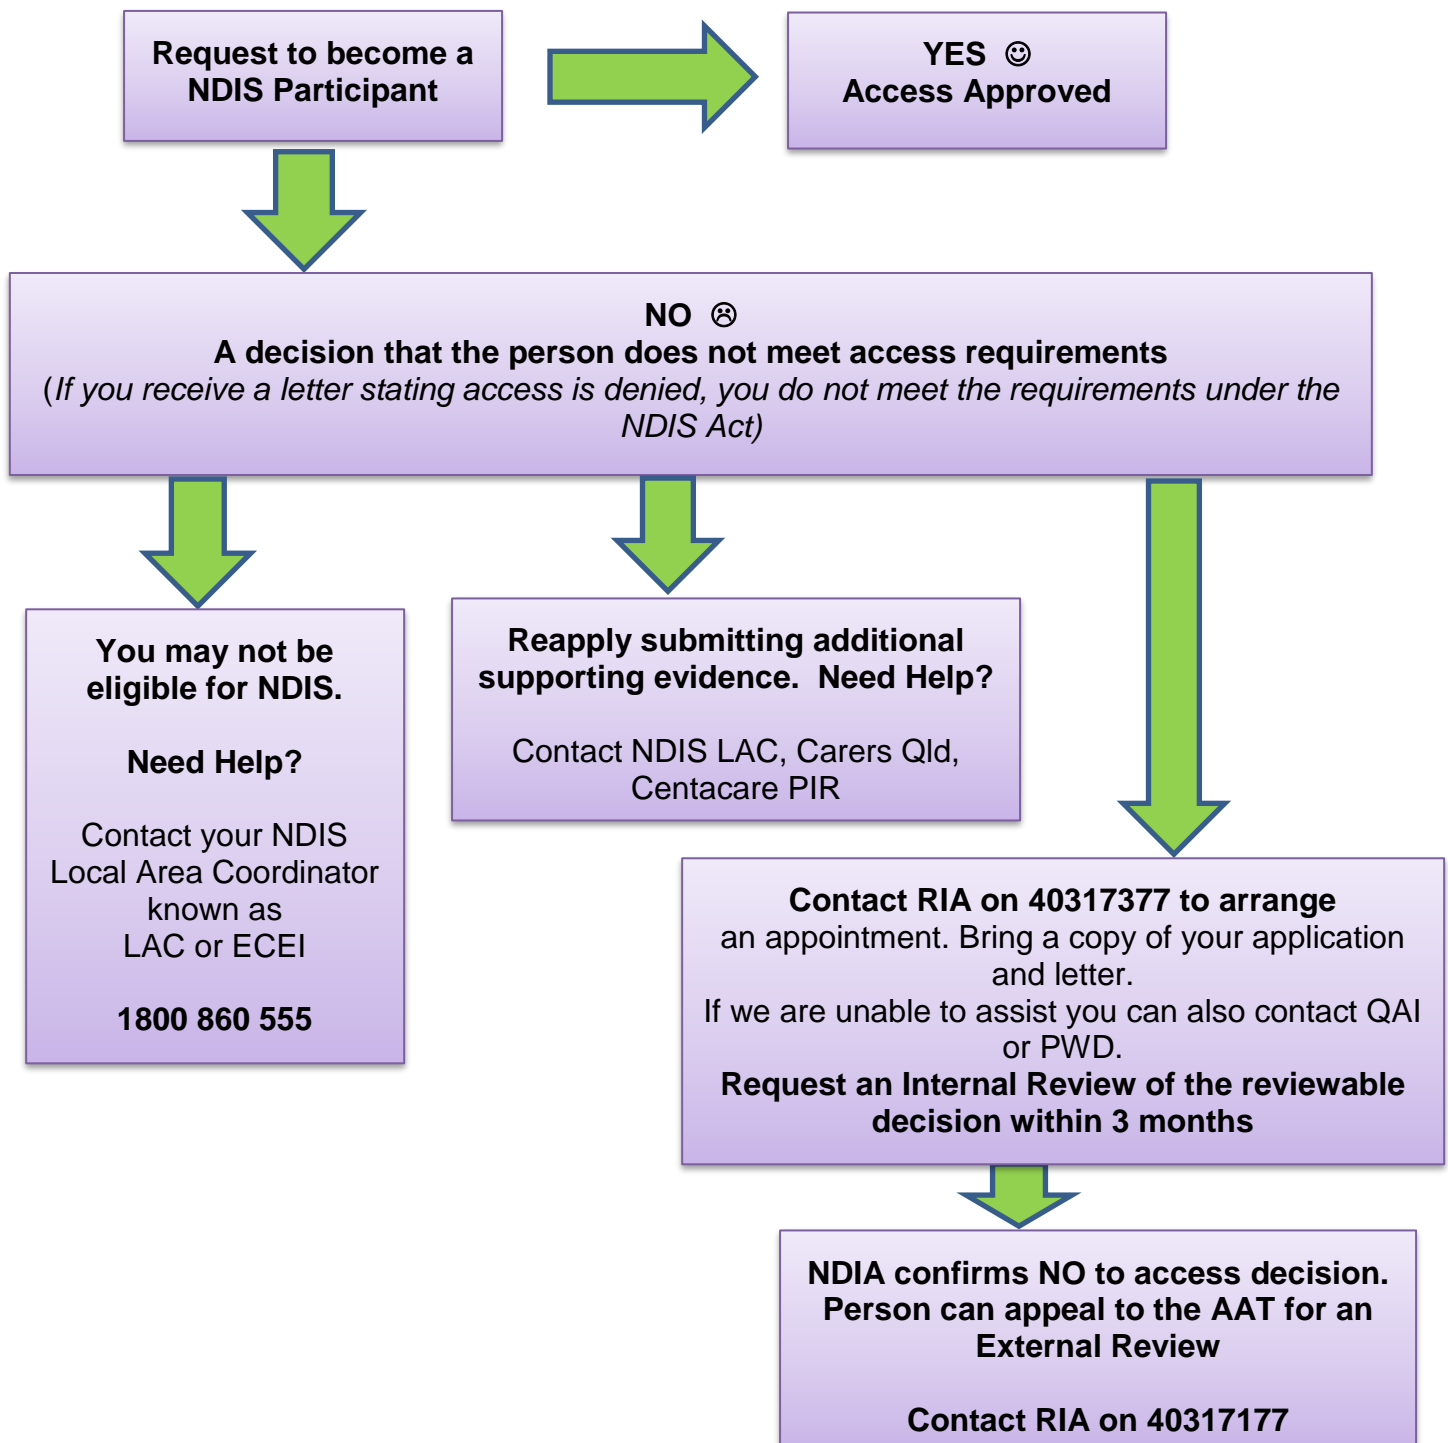 Request to become a
NDIS Participant
YES ☺
Access Approved
NO ☹
A decision that the person does not meet access requirements
(If you receive a letter stating access is denied, you do not meet the requirements under the
NDIS Act)
You may not be
eligible for NDIS.
Need Help?
Contact your NDIS
Local Area Coordinator
known as
LAC or ECEI
1800 860 555
Reapply submitting additional
supporting evidence.  Need Help?
Contact NDIS LAC, Carers Qld,
Centacare PIR
Contact RIA on 40317377 to arrange
an appointment. Bring a copy of your application
and letter.
If we are unable to assist you can also contact QAI
or PWD.
Request an Internal Review of the reviewable
decision within 3 months
NDIA confirms NO to access decision.
Person can appeal to the AAT for an
External Review
Contact RIA on 40317177